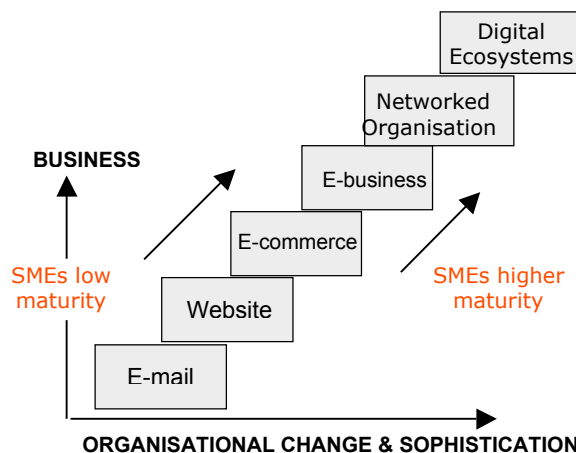 Digital
Ecosystems
Networked
Organisation
BUSINESS
E-business
E-commerce
SMEs low
maturity
SMEs higher
maturity
Website
E-mail
ORGANISATIONAL CHANGE & SOPHISTICATION